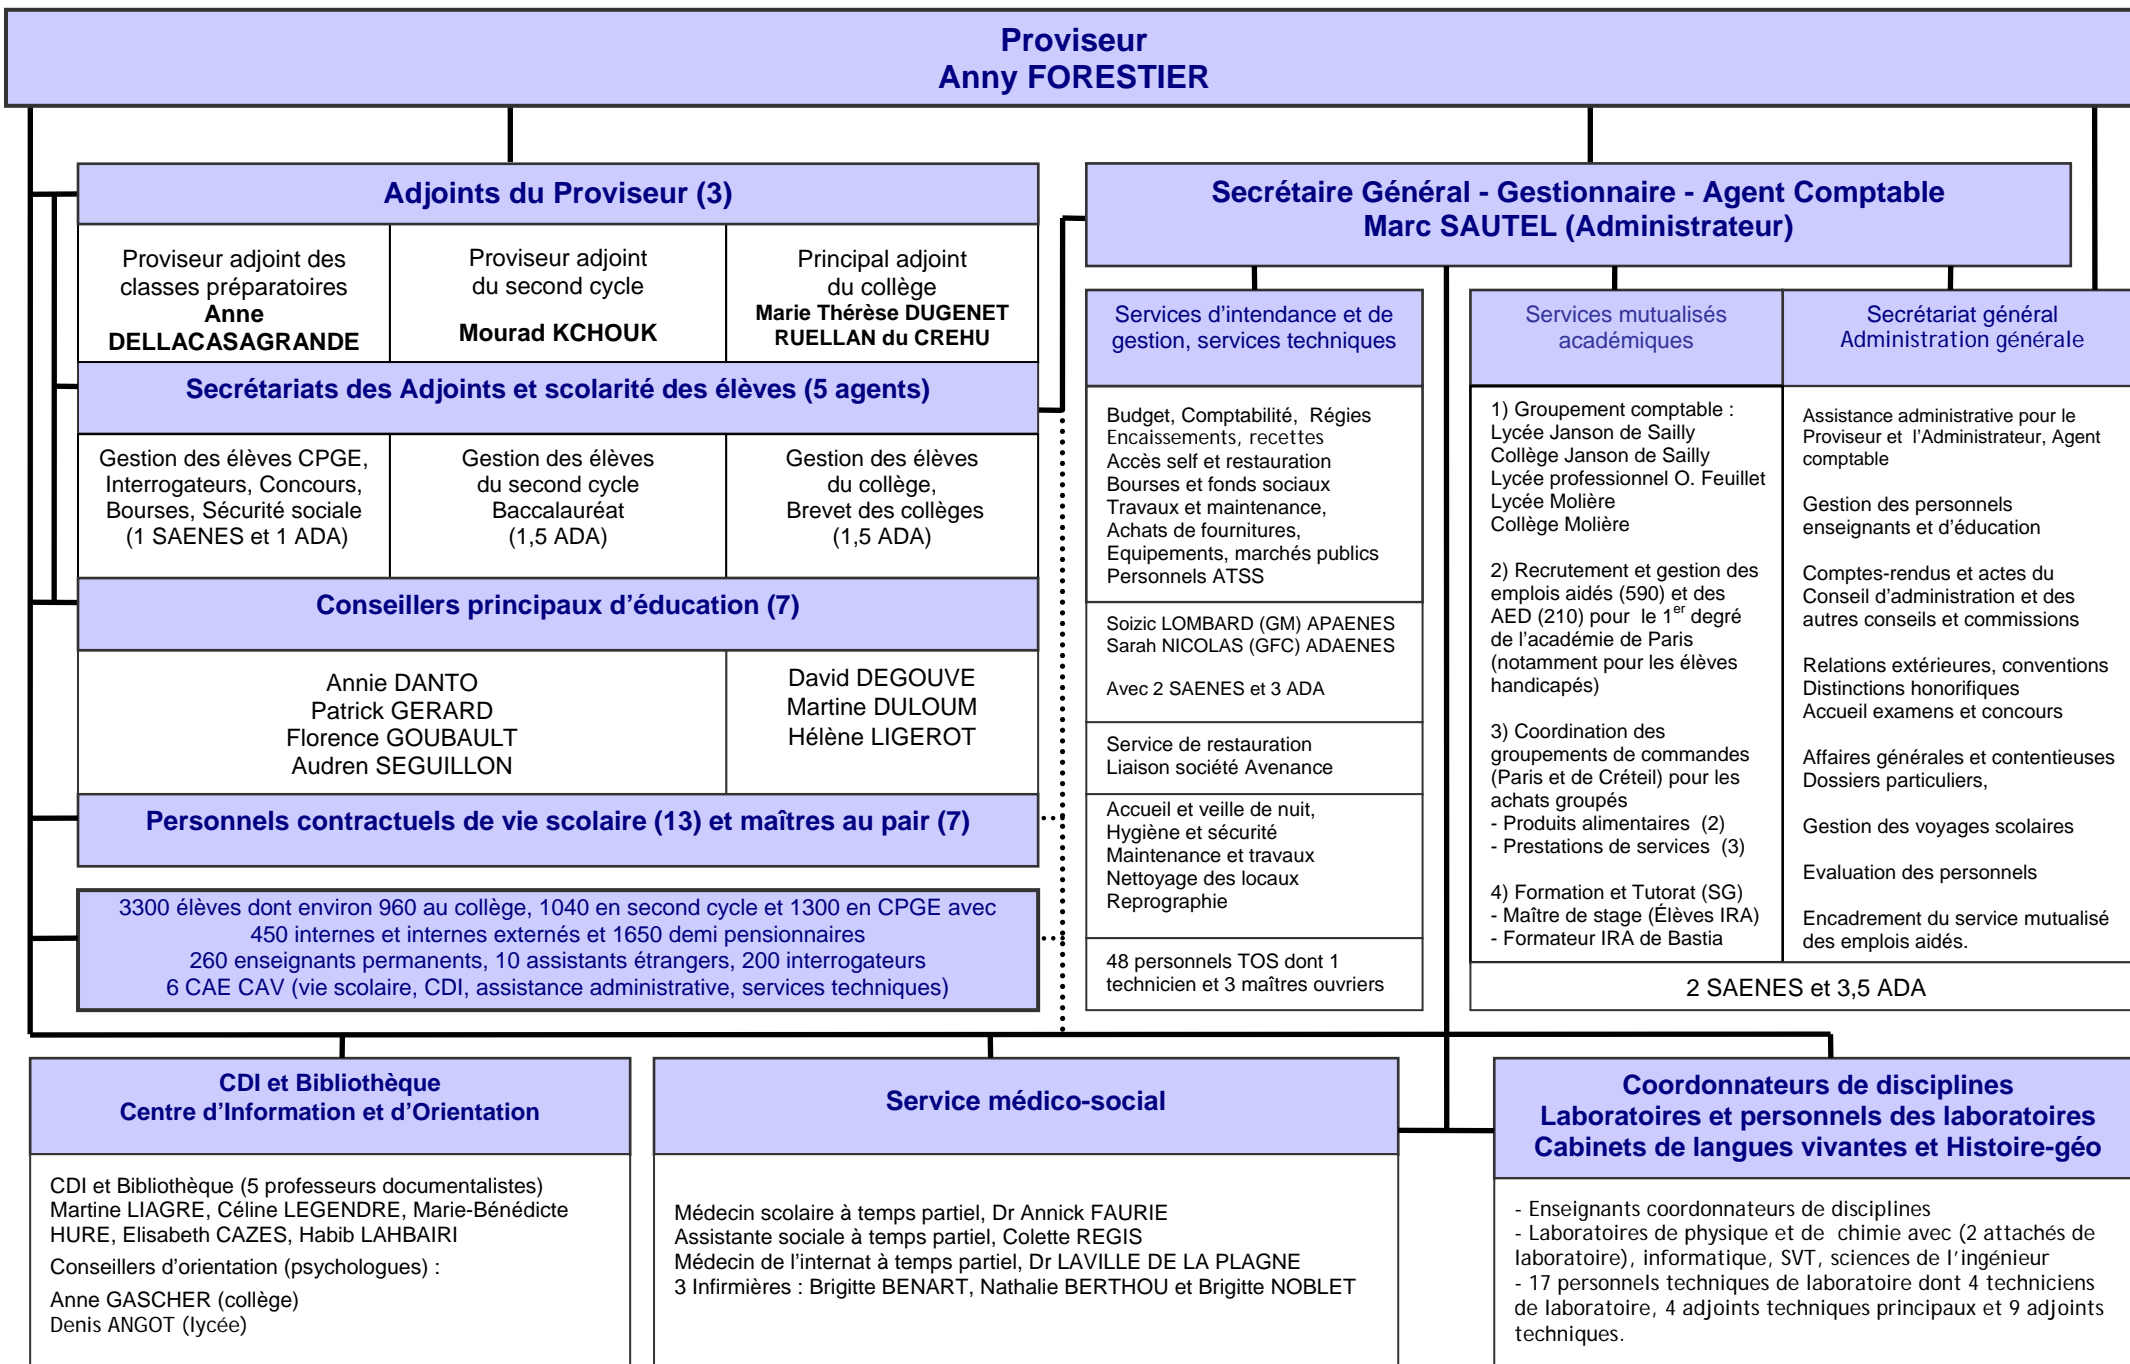 Proviseur
Anny FORESTIER
Adjoints du Proviseur (3)
Proviseur adjoint des
classes préparatoires
Anne
DELLACASAGRANDE
Proviseur adjoint
du second cycle
Mourad KCHOUK
Principal adjoint
du collège
Marie Thérèse DUGENET
RUELLAN du CREHU
Secrétariats des Adjoints et scolarité des élèves (5 agents)
Gestion des élèves CPGE,
Interrogateurs, Concours,
Bourses, Sécurité sociale
(1 SAENES et 1 ADA)
Gestion des élèves
du second cycle
Baccalauréat
(1,5 ADA)
Gestion des élèves
du collège,
Brevet des collèges
(1,5 ADA)
Conseillers principaux d'éducation (7)
Annie DANTO
Patrick GERARD
Florence GOUBAULT
Audren SEGUILLON
David DEGOUVE
Martine DULOUM
Hélène LIGEROT
Personnels contractuels de vie scolaire (13) et maîtres au pair (7)
3300 élèves dont environ 960 au collège, 1040 en second cycle et 1300 en CPGE avec
450 internes et internes externés et 1650 demi pensionnaires
260 enseignants permanents, 10 assistants étrangers, 200 interrogateurs
6 CAE CAV (vie scolaire, CDI, assistance administrative, services techniques)
Secrétaire Général - Gestionnaire - Agent Comptable
Marc SAUTEL (Administrateur)
Services d'intendance et de
gestion, services techniques
Budget, Comptabilité, Régies
Encaissements, recettes
Accès self et restauration
Bourses et fonds sociaux
Travaux et maintenance,
Achats de fournitures,
Equipements, marchés publics
Personnels ATSS
Soizic LOMBARD (GM) APAENES
Sarah NICOLAS (GFC) ADAENES
Avec 2 SAENES et 3 ADA
Service de restauration
Liaison société Avenance
Accueil et veille de nuit,
Hygiène et sécurité
Maintenance et travaux
Nettoyage des locaux
Reprographie
48 personnels TOS dont 1
technicien et 3 maîtres ouvriers
Services mutualisés
académiques
1) Groupement comptable :
Lycée Janson de Sailly
Collège Janson de Sailly
Lycée professionnel O. Feuillet
Lycée Molière
Collège Molière
2) Recrutement et gestion des
emplois aidés (590) et des
AED (210) pour le 1er degré
de l'académie de Paris
(notamment pour les élèves
handicapés)
3) Coordination des
groupements de commandes
(Paris et de Créteil) pour les
achats groupés
- Produits alimentaires (2)
- Prestations de services (3)
4) Formation et Tutorat (SG)
- Maître de stage (Élèves IRA)
- Formateur IRA de Bastia
Secrétariat général
Administration générale
Assistance administrative pour le
Proviseur et l'Administrateur, Agent
comptable
Gestion des personnels
enseignants et d'éducation
Comptes-rendus et actes du
Conseil d'administration et des
autres conseils et commissions
Relations extérieures, conventions
Distinctions honorifiques
Accueil examens et concours
Affaires générales et contentieuses
Dossiers particuliers,
Gestion des voyages scolaires
Evaluation des personnels
Encadrement du service mutualisé
des emplois aidés.
2 SAENES et 3,5 ADA
CDI et Bibliothèque
Centre d'Information et d'Orientation
CDI et Bibliothèque (5 professeurs documentalistes)
Martine LIAGRE, Céline LEGENDRE, Marie-Bénédicte
HURE, Elisabeth CAZES, Habib LAHBAIRI
Conseillers d'orientation (psychologues) :
Anne GASCHER (collège)
Denis ANGOT (lycée)
Service médico-social
Médecin scolaire à temps partiel, Dr Annick FAURIE
Assistante sociale à temps partiel, Colette REGIS
Médecin de l'internat à temps partiel, Dr LAVILLE DE LA PLAGNE
3 Infirmières : Brigitte BENART, Nathalie BERTHOU et Brigitte NOBLET
Coordonnateurs de disciplines
Laboratoires et personnels des laboratoires
Cabinets de langues vivantes et Histoire-géo
- Enseignants coordonnateurs de disciplines
- Laboratoires de physique et de chimie avec (2 attachés de
laboratoire), informatique, SVT, sciences de l'ingénieur
- 17 personnels techniques de laboratoire dont 4 techniciens
de laboratoire, 4 adjoints techniques principaux et 9 adjoints
techniques.